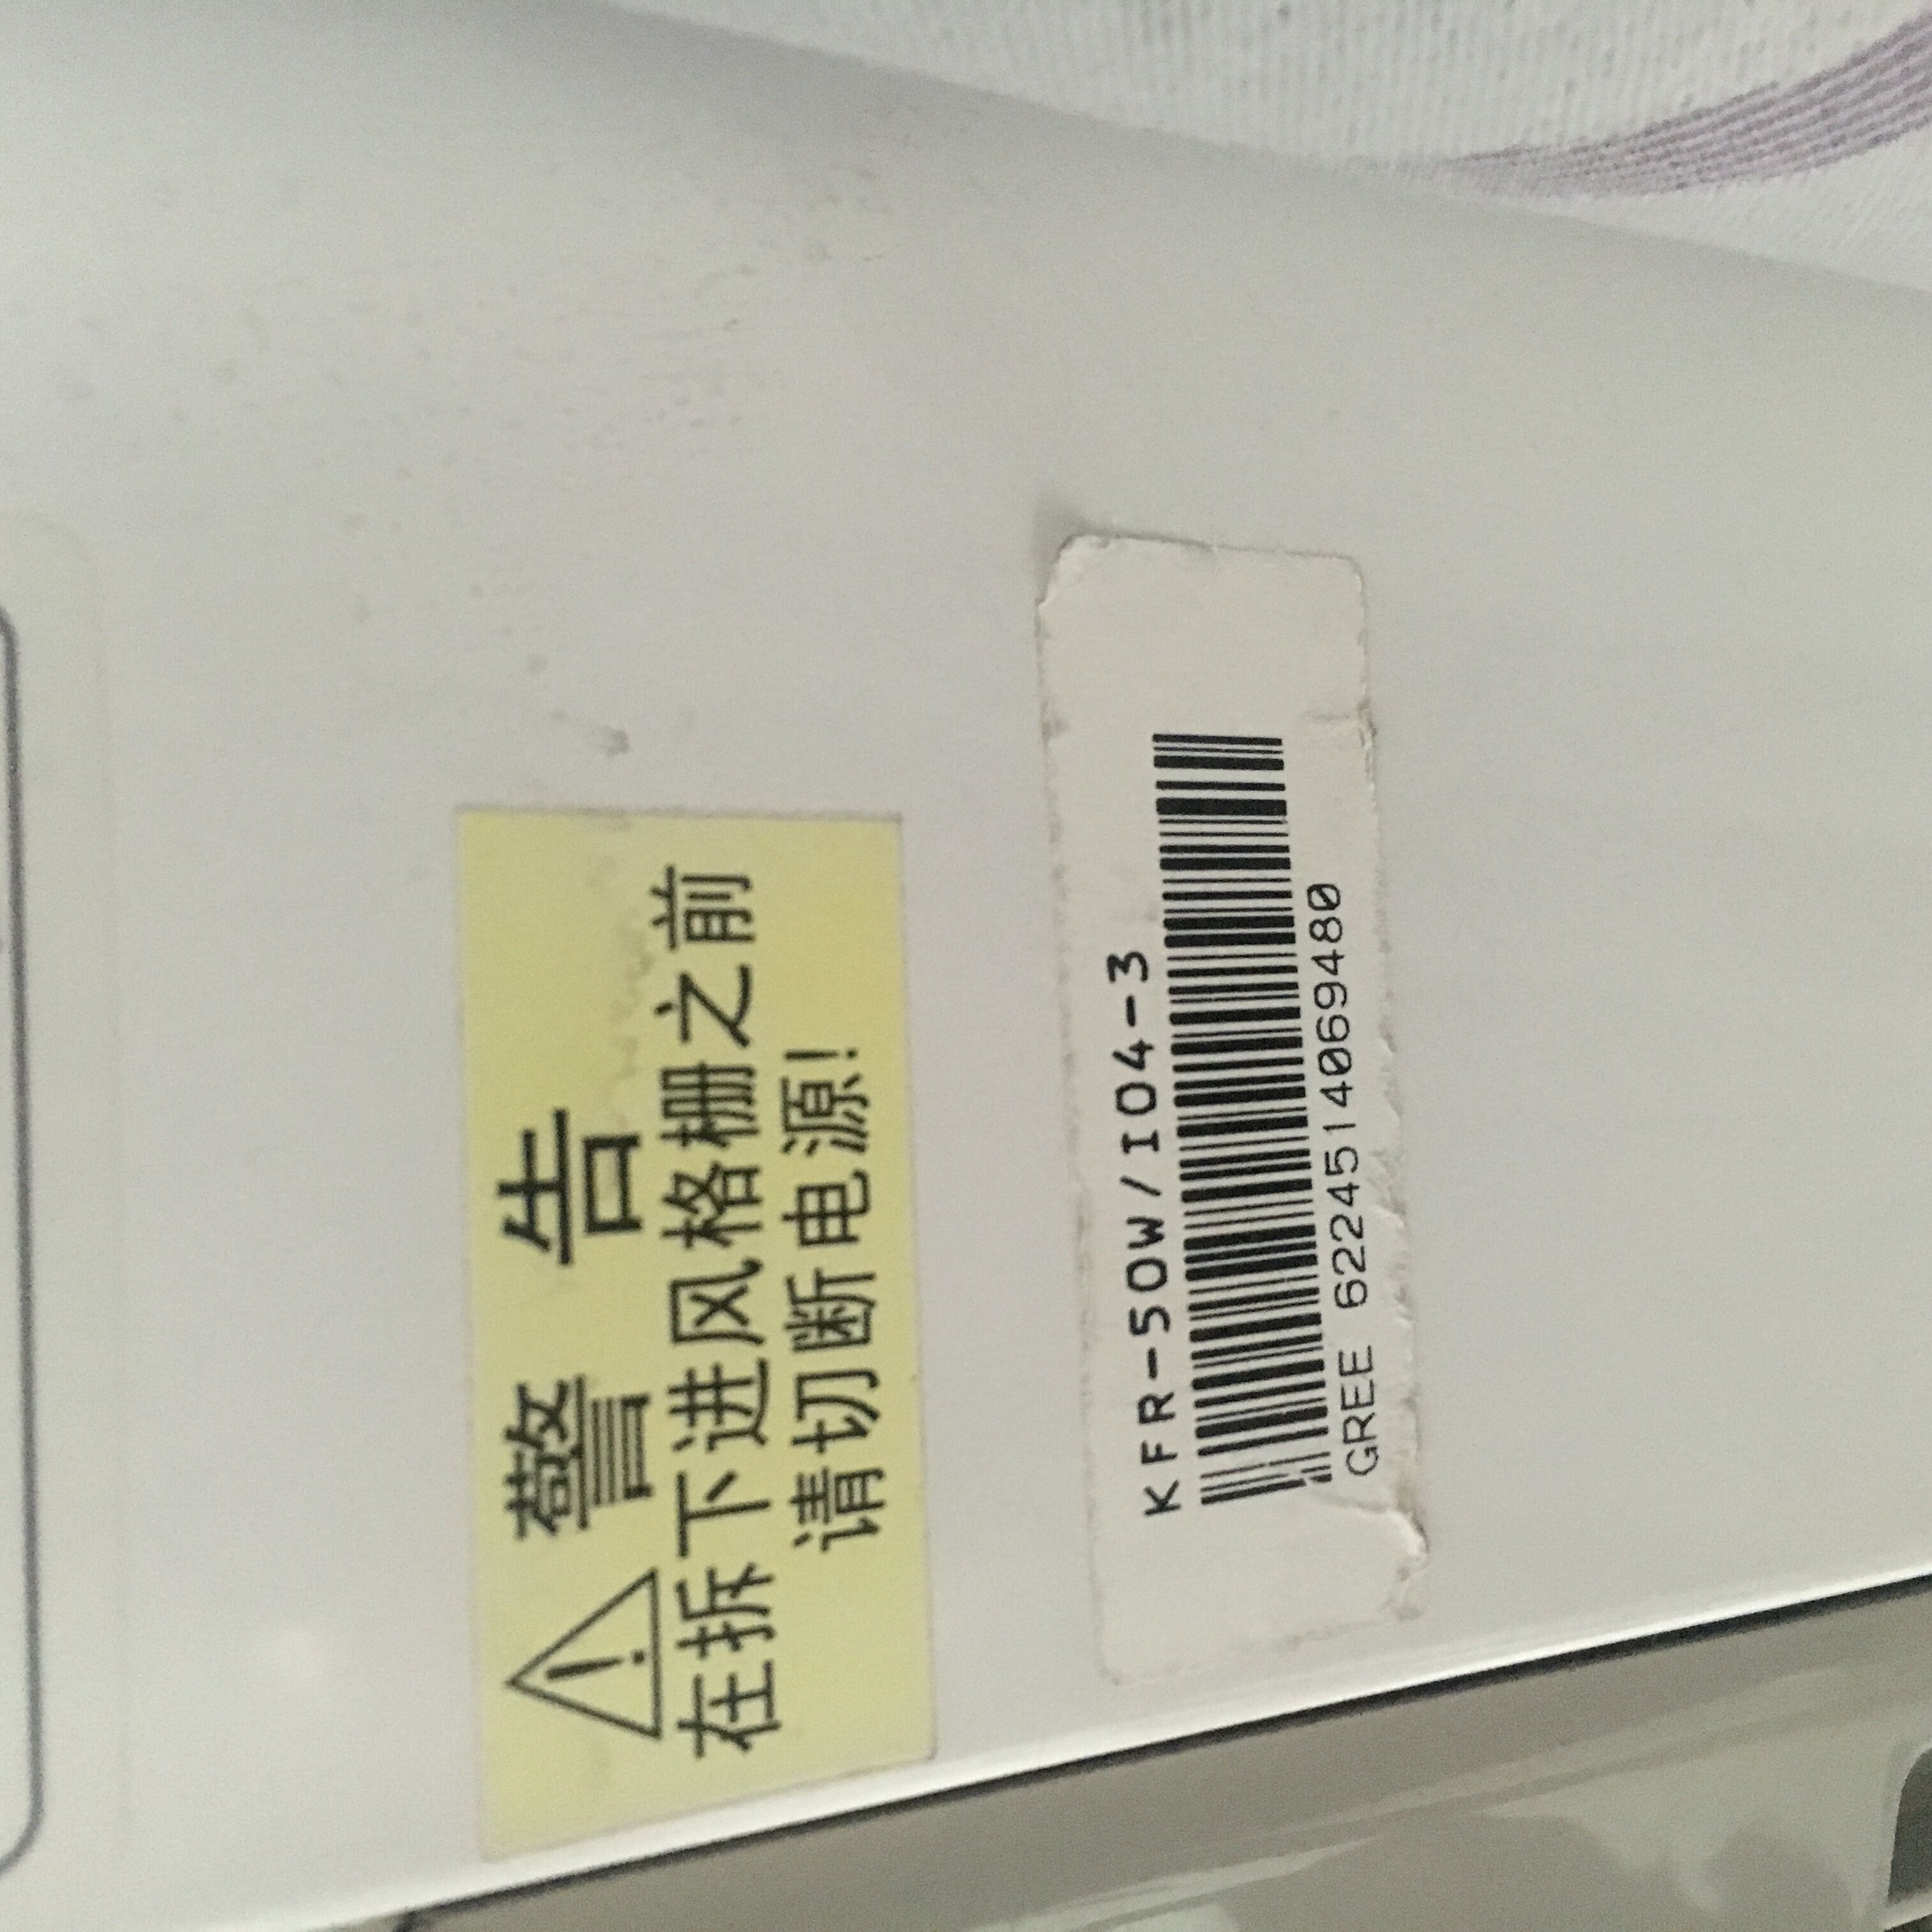 警 告
在拆下进风格栅之前
请切断电源!
KFR-50W/I04-3
GREE 6224514069480